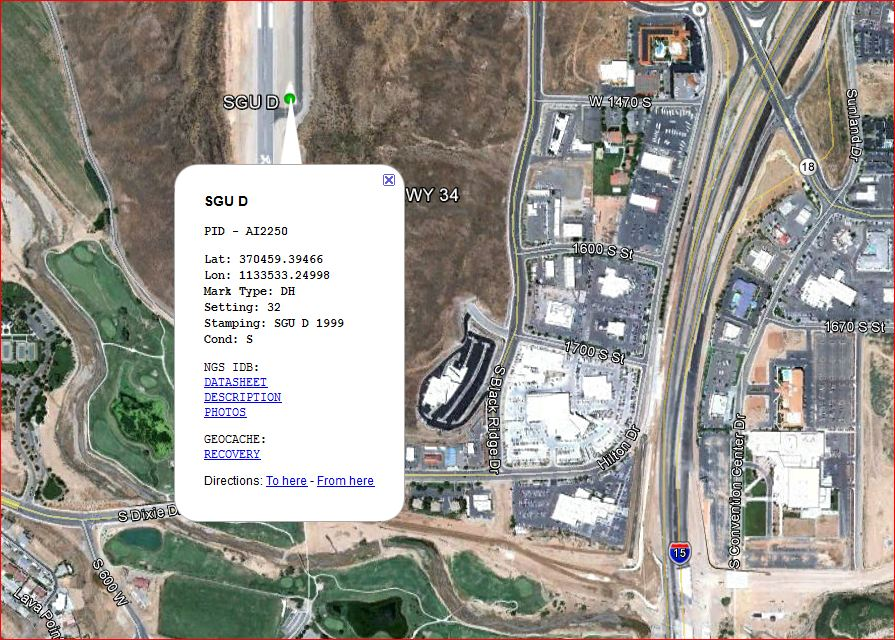 SGU D
SGU D
PID - AI2250
Lat: 370459.39466
Lon: 1133533.24998
Mark Type: DH
Setting: 32
Stamping: SGU D 1999
Cond: S
NGS IDB:
DATASHEET
DESCRIPTION
PHOTOS
GEOCACHE:
RECOVERY
Directions: To here - From here
WY 34
W 1470 S
Sunland Dr
18
1600 S St
1670 S St
1700 S St
S Black Ridge Dr
Hilton Dr
S Convention Center Dr
15
S Dixie D
S 600 W
Lava Poin